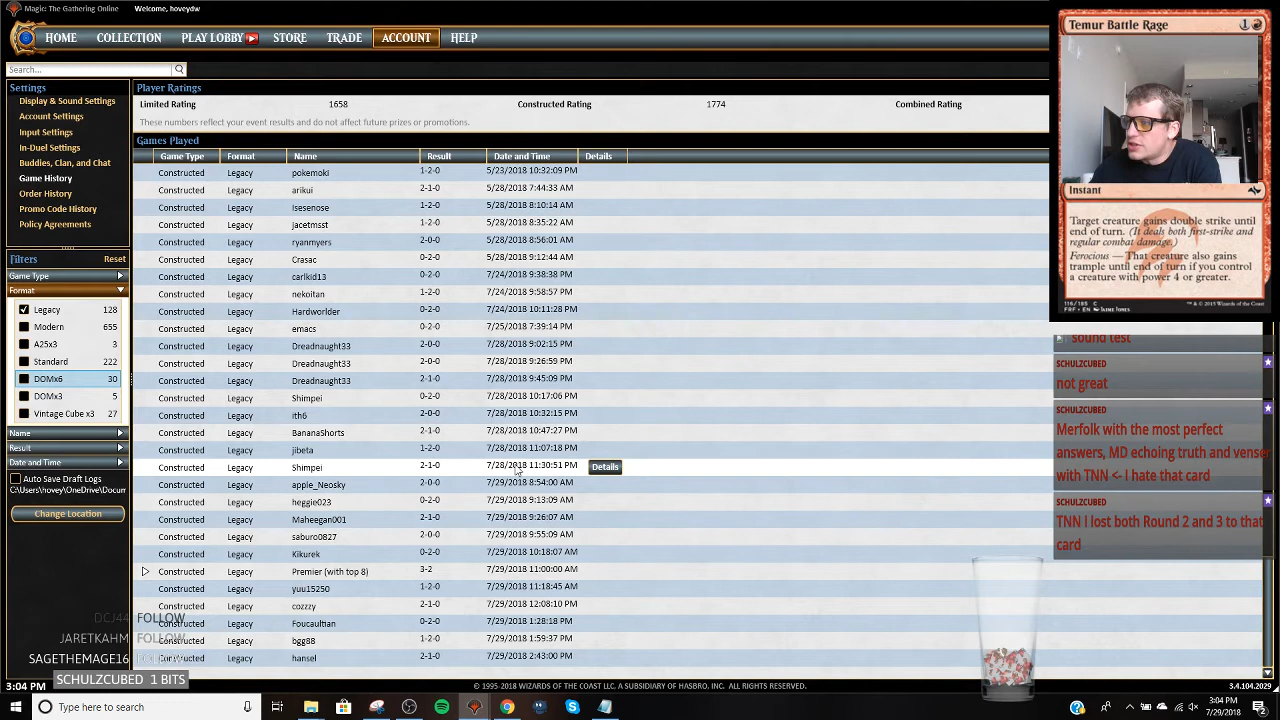 Magic: The Gathering Online Welcome, hoveydw
HOME COLLECTION PLAY LOBBY STORE TRADE ACCOUNT HELP
Search...
Settings
Display & Sound Settings
Account Settings
Input Settings
In-Duel Settings
Buddies, Clan, and Chat
Game History
Order History
Promo Code History
Policy Agreements
Filters Reset
Game Type
Format
Legacy 128
Modern 656
A25x3 3
Standard 222
DOMx6 30
DOMx3 5
Vintage Cube x3 27
Name
Result
Date and Time
Auto Save Draft Logs
C:\Users\hovey\OneDrive\Docum
Change Location
Player Ratings
Limited Rating 1658 Constructed Rating 1774 Combined Rating
These numbers reflect your event results and do not affect future prizes or promotions.
Games Played
Game Type Format Name Result Date and Time Details
Constructed Legacy pokemoki 1-2-0 5/23/2018 10:32:09 PM
Constructed Legacy arikui 2-1-0 5/28/2018 7:44:33 AM
Constructed Legacy Isesenose 1-2-0 5/28/2018 8:10:14 AM
Constructed Legacy jacetmsst 1-2-0 5/28/2018 8:35:22 AM
Constructed Legacy ryanmyers 2-0-0 5/28/2018 8:56:01 AM
Constructed Legacy Crasac 0-2-0 5/28/2018 9:12:44 AM
Constructed Legacy carlkid13 0-2-0 7/24/2018 9:38:38 PM
Constructed Legacy nekoitan 1-2-0 7/24/2018 9:58:37 PM
Constructed Legacy Hardworlder
Constructed Legacy emacs 0-2-0 7/25/2018 7:39:14 PM
Constructed Legacy Dreadnaught33 2-0-0 7/28/2018 9:02:15 PM
Constructed Legacy Dreadnaught33 2-0-0 7/28/2018 9:26:59 PM
Constructed Legacy Dreadnaught33 2-1-0 7/28/2018 9:45:09 PM
Constructed Legacy Shimpei 0-2-0 7/28/2018 10:17:06 PM
Constructed Legacy ith6 2-0-0 7/28/2018 10:32:15 PM
Constructed Legacy BananaShorts 2-1-0 7/28/2018 10:47:27 PM
Constructed Legacy jibeta 1-2-0 7/28/2018 11:07:18 PM
Constructed Legacy Shimpei 2-1-0 7/28/2018 11:30:51 PM Details
Constructed Legacy apple_Neosky 7/29/2018 8:54:00 AM
Constructed Legacy heggie023 0-2-0 7/29/2018 9:13:09 AM
Constructed Legacy Maheegan001 2-1-0 7/29/2018 9:26:07 AM
Constructed Legacy saburo0827 2-1-0 7/29/2018 9:55:09 AM
Constructed Legacy Kikurek 0-2-0 7/29/2018 10:18:07 AM
Constructed Legacy Premier (with top 8) 3-2 7/29/2018 11:00:00 AM
Constructed Legacy yuu15250 1-2-0 7/29/2018 11:18:45 AM
Constructed Legacy cozzzy 2-1-0 7/29/2018 12:08:10 PM
Constructed Legacy Foucaultian 0-2-0 7/29/2018 1:28:18 PM
Constructed Legacy bgg88 1-2-0 7/29/2018 1:59:37 PM
Constructed Legacy hansel 2-1-0 7/29/2018 2:43:00 PM
DCJ44 FOLLOW
JARETKAHM FOLLOW
SAGETHEMAGE16 FOLLOW
SCHULZCUBED 1 BITS
3:04 PM
© 1995-2018 WIZARDS OF THE COAST LLC, A SUBSIDIARY OF HASBRO, INC. ALL RIGHTS RESERVED.
3.4.104.2029
Temur Battle Rage 1
Instant
Target creature gains double strike until
end of turn. (It deals both first-strike and
regular combat damage.)
Ferocious — That creature also gains
trample until end of turn if you control
a creature with power 4 or greater.
116/185 C
FRF • EN
™ & © 2015 Wizards of the Coast
sound test
SCHULZCUBED
not great
SCHULZCUBED
Merfolk with the most perfect
answers, MD echoing truth and venser
with TNN <- I hate that card
SCHULZCUBED
TNN I lost both Round 2 and 3 to that
card
Type here to search
3:04 PM
7/29/2018
2